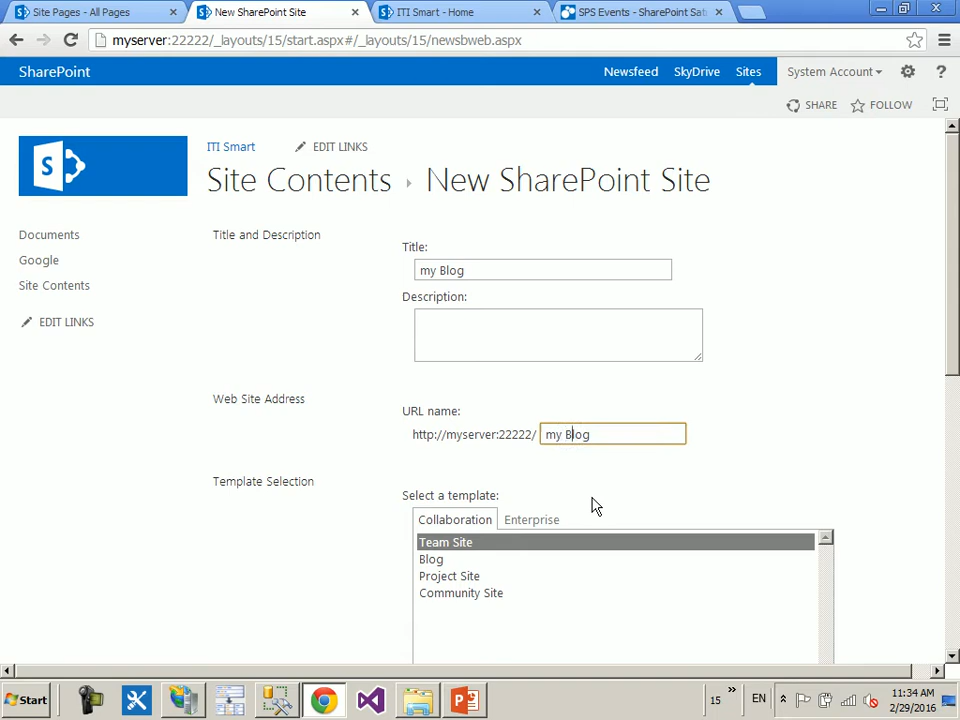 Site Pages - All Pages
New SharePoint Site
ITI Smart - Home
SPS Events - SharePoint Sat
myserver:22222/_layouts/15/start.aspx#/_layouts/15/newsbweb.aspx
SharePoint
Newsfeed SkyDrive Sites System Account
SHARE FOLLOW
S
ITI Smart EDIT LINKS
Site Contents New SharePoint Site
Documents
Google
Site Contents
EDIT LINKS
Title and Description
Title:
my Blog
Description:
Web Site Address
URL name:
http://myserver:22222/ my Blog
Template Selection
Select a template:
Collaboration Enterprise
Team Site
Blog
Project Site
Community Site
Start
15 » EN 11:34 AM
2/29/2016